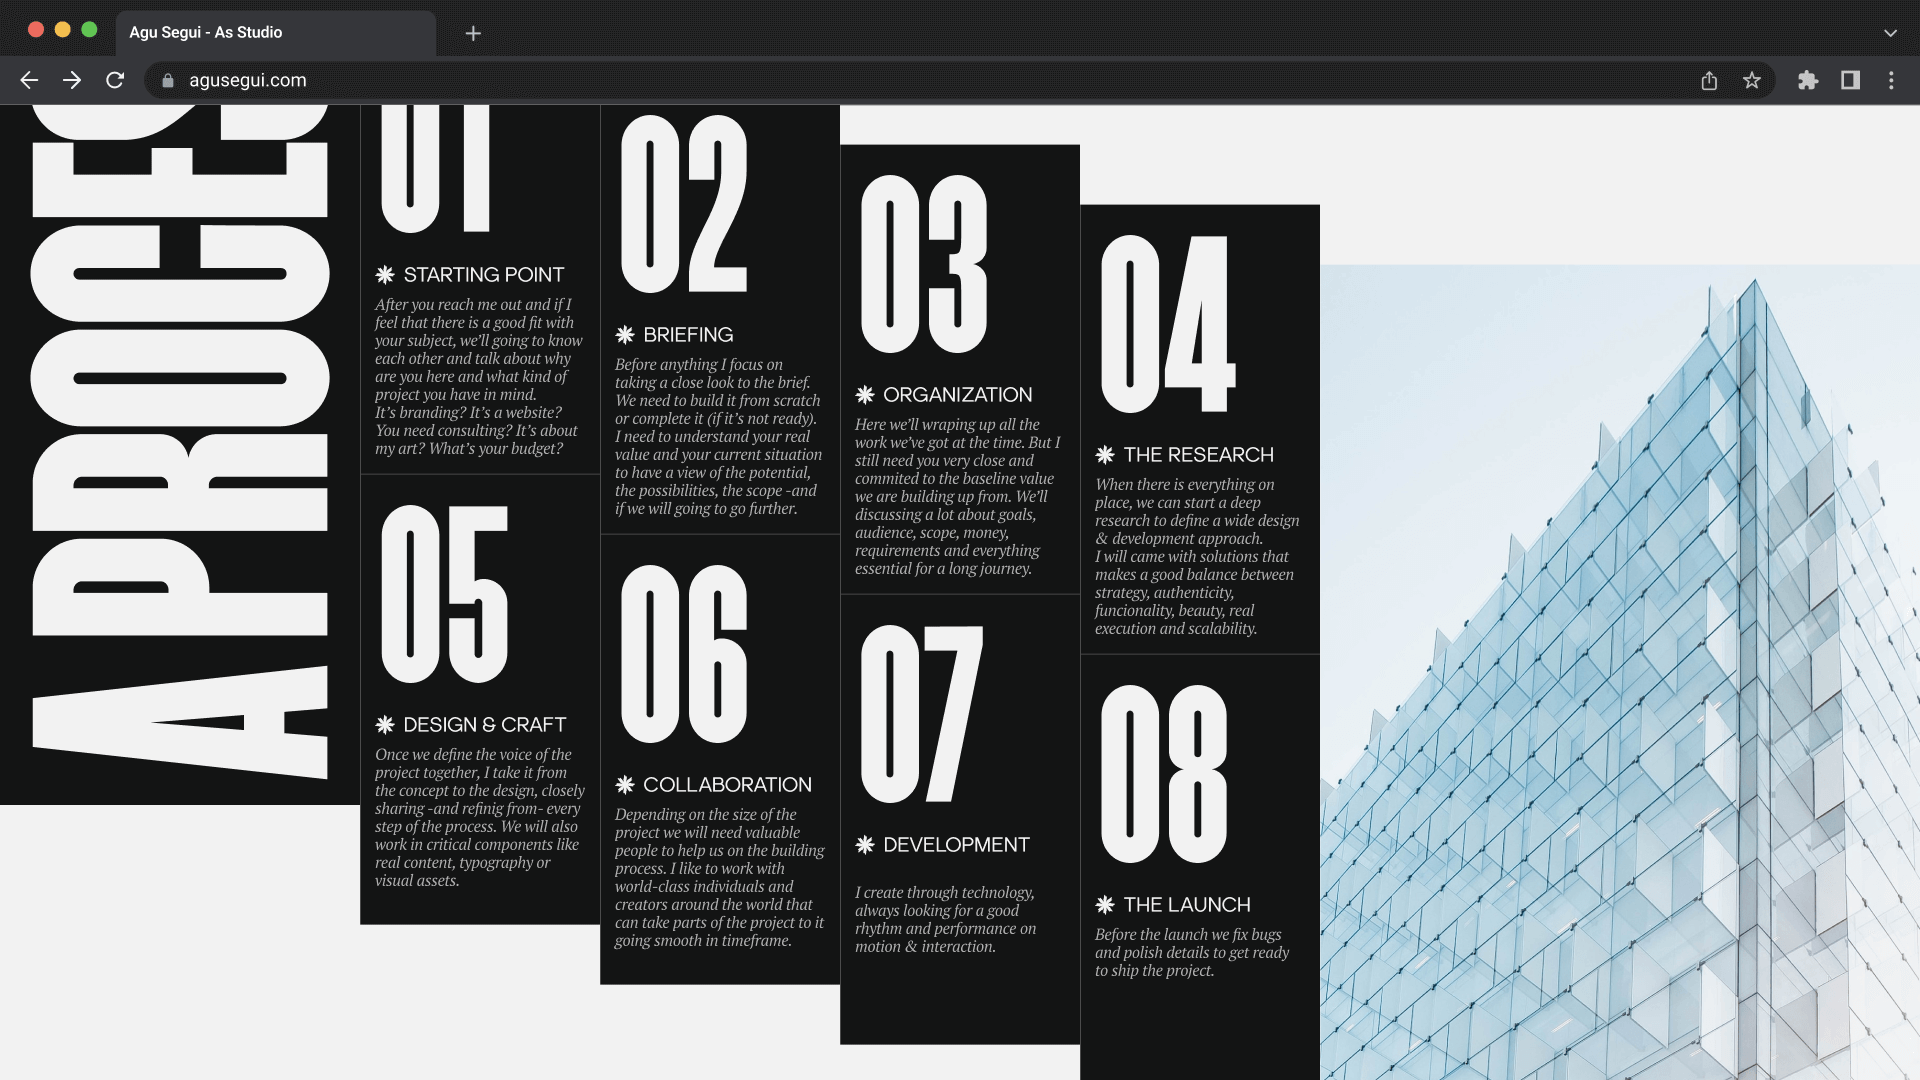 Agu Segui - As Studio
agusegui.com
A PROCES
01
STARTING POINT
After you reach me out and if I
feel that there is a good fit with
your subject, we’ll going to know
each other and talk about why
are you here and what kind of
project you have in mind.
It’s branding? It’s a website?
You need consulting? It’s about
my art? What’s your budget?
02
BRIEFING
Before anything I focus on
taking a close look to the brief.
We need to build it from scratch
or complete it (if it’s not ready).
I need to understand your real
value and your current situation
to have a view of the potential,
the possibilities, the scope -and
if we will going to go further.
03
ORGANIZATION
Here we’ll wraping up all the
work we’ve got at the time. But I
still need you very close and
commited to the baseline value
we are building up from. We’ll
discussing a lot about goals,
audience, scope, money,
requirements and everything
essential for a long journey.
04
THE RESEARCH
When there is everything on
place, we can start a deep
research to define a wide design
& development approach.
I will came with solutions that
makes a good balance between
strategy, authenticity,
funcionality, beauty, real
execution and scalability.
05
DESIGN & CRAFT
Once we define the voice of the
project together, I take it from
the concept to the design, closely
sharing -and refinig from- every
step of the process. We will also
work in critical components like
real content, typography or
visual assets.
06
COLLABORATION
Depending on the size of the
project we will need valuable
people to help us on the building
process. I like to work with
world-class individuals and
creators around the world that
can take parts of the project to it
going smooth in timeframe.
07
DEVELOPMENT
I create through technology,
always looking for a good
rhythm and performance on
motion & interaction.
08
THE LAUNCH
Before the launch we fix bugs
and polish details to get ready
to ship the project.